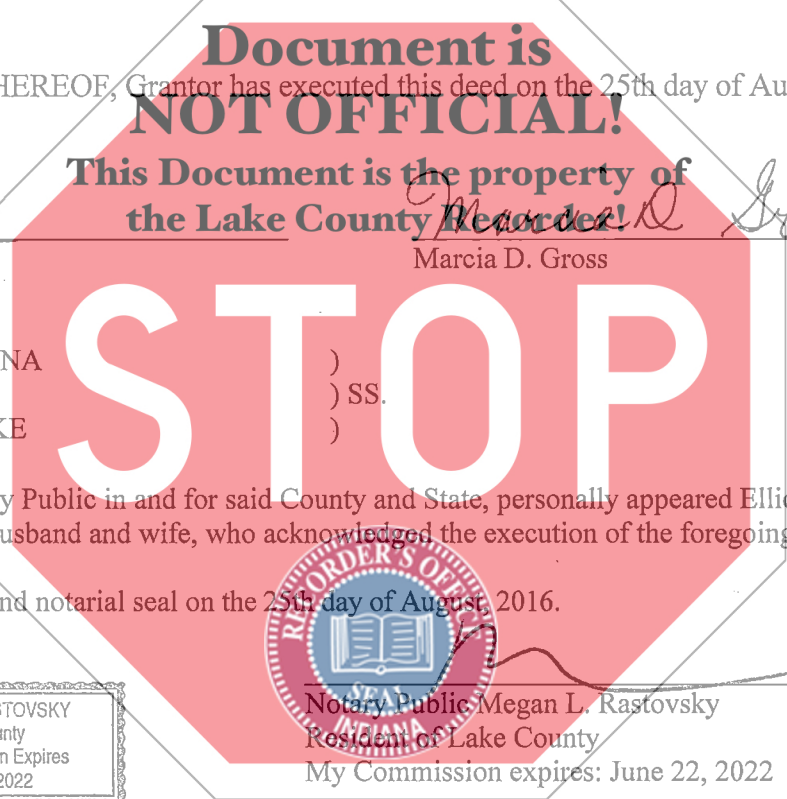 Document is
HEREOF, Grantor has executed this deed on the 25th day of Au
NOT OFFICIAL!
This Document is the property of
the Lake County Recorder!
Marcia D. Gr
Marcia D. Gross
STOP
NA )
) SS.
KE )
y Public in and for said County and State, personally appeared Ellio
usband and wife, who acknowledged the execution of the foregoing
nd notarial seal on the 25th day of August, 2016.
RECORDER'S OFFICE
SEAL
INDIANA
STOVSKY
unty
n Expires
2022
Notary Public Megan L. Rastovsky
Resident of Lake County
My Commission expires: June 22, 2022